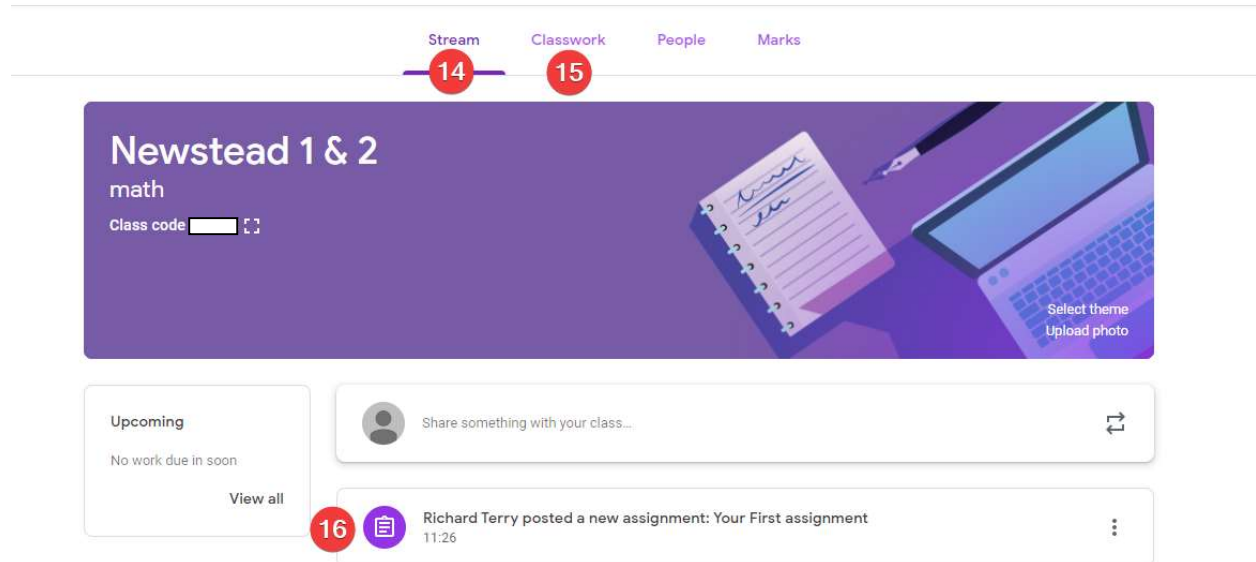 Stream Classwork People Marks
14 15
Newstead 1 & 2
math
Class code
Select theme
Upload photo
Upcoming
No work due in soon
View all
Share something with your class...
16
Richard Terry posted a new assignment: Your First assignment
11:26